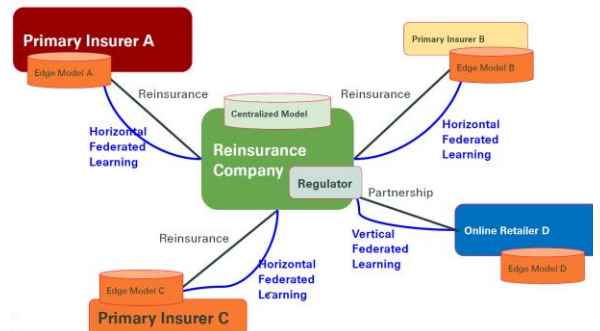 Primary Insurer A
Edge Model A
Primary Insurer B
Edge Model B
Reinsurance
Reinsurance
Centralized Model
Horizontal
Federated
Learning
Reinsurance
Company
Horizontal
Federated
Learning
Regulator
Partnership
Reinsurance
Vertical
Federated
Learning
Online Retailer D
Edge Model D
Horizontal
Federated
Learning
Edge Model C
Primary Insurer C